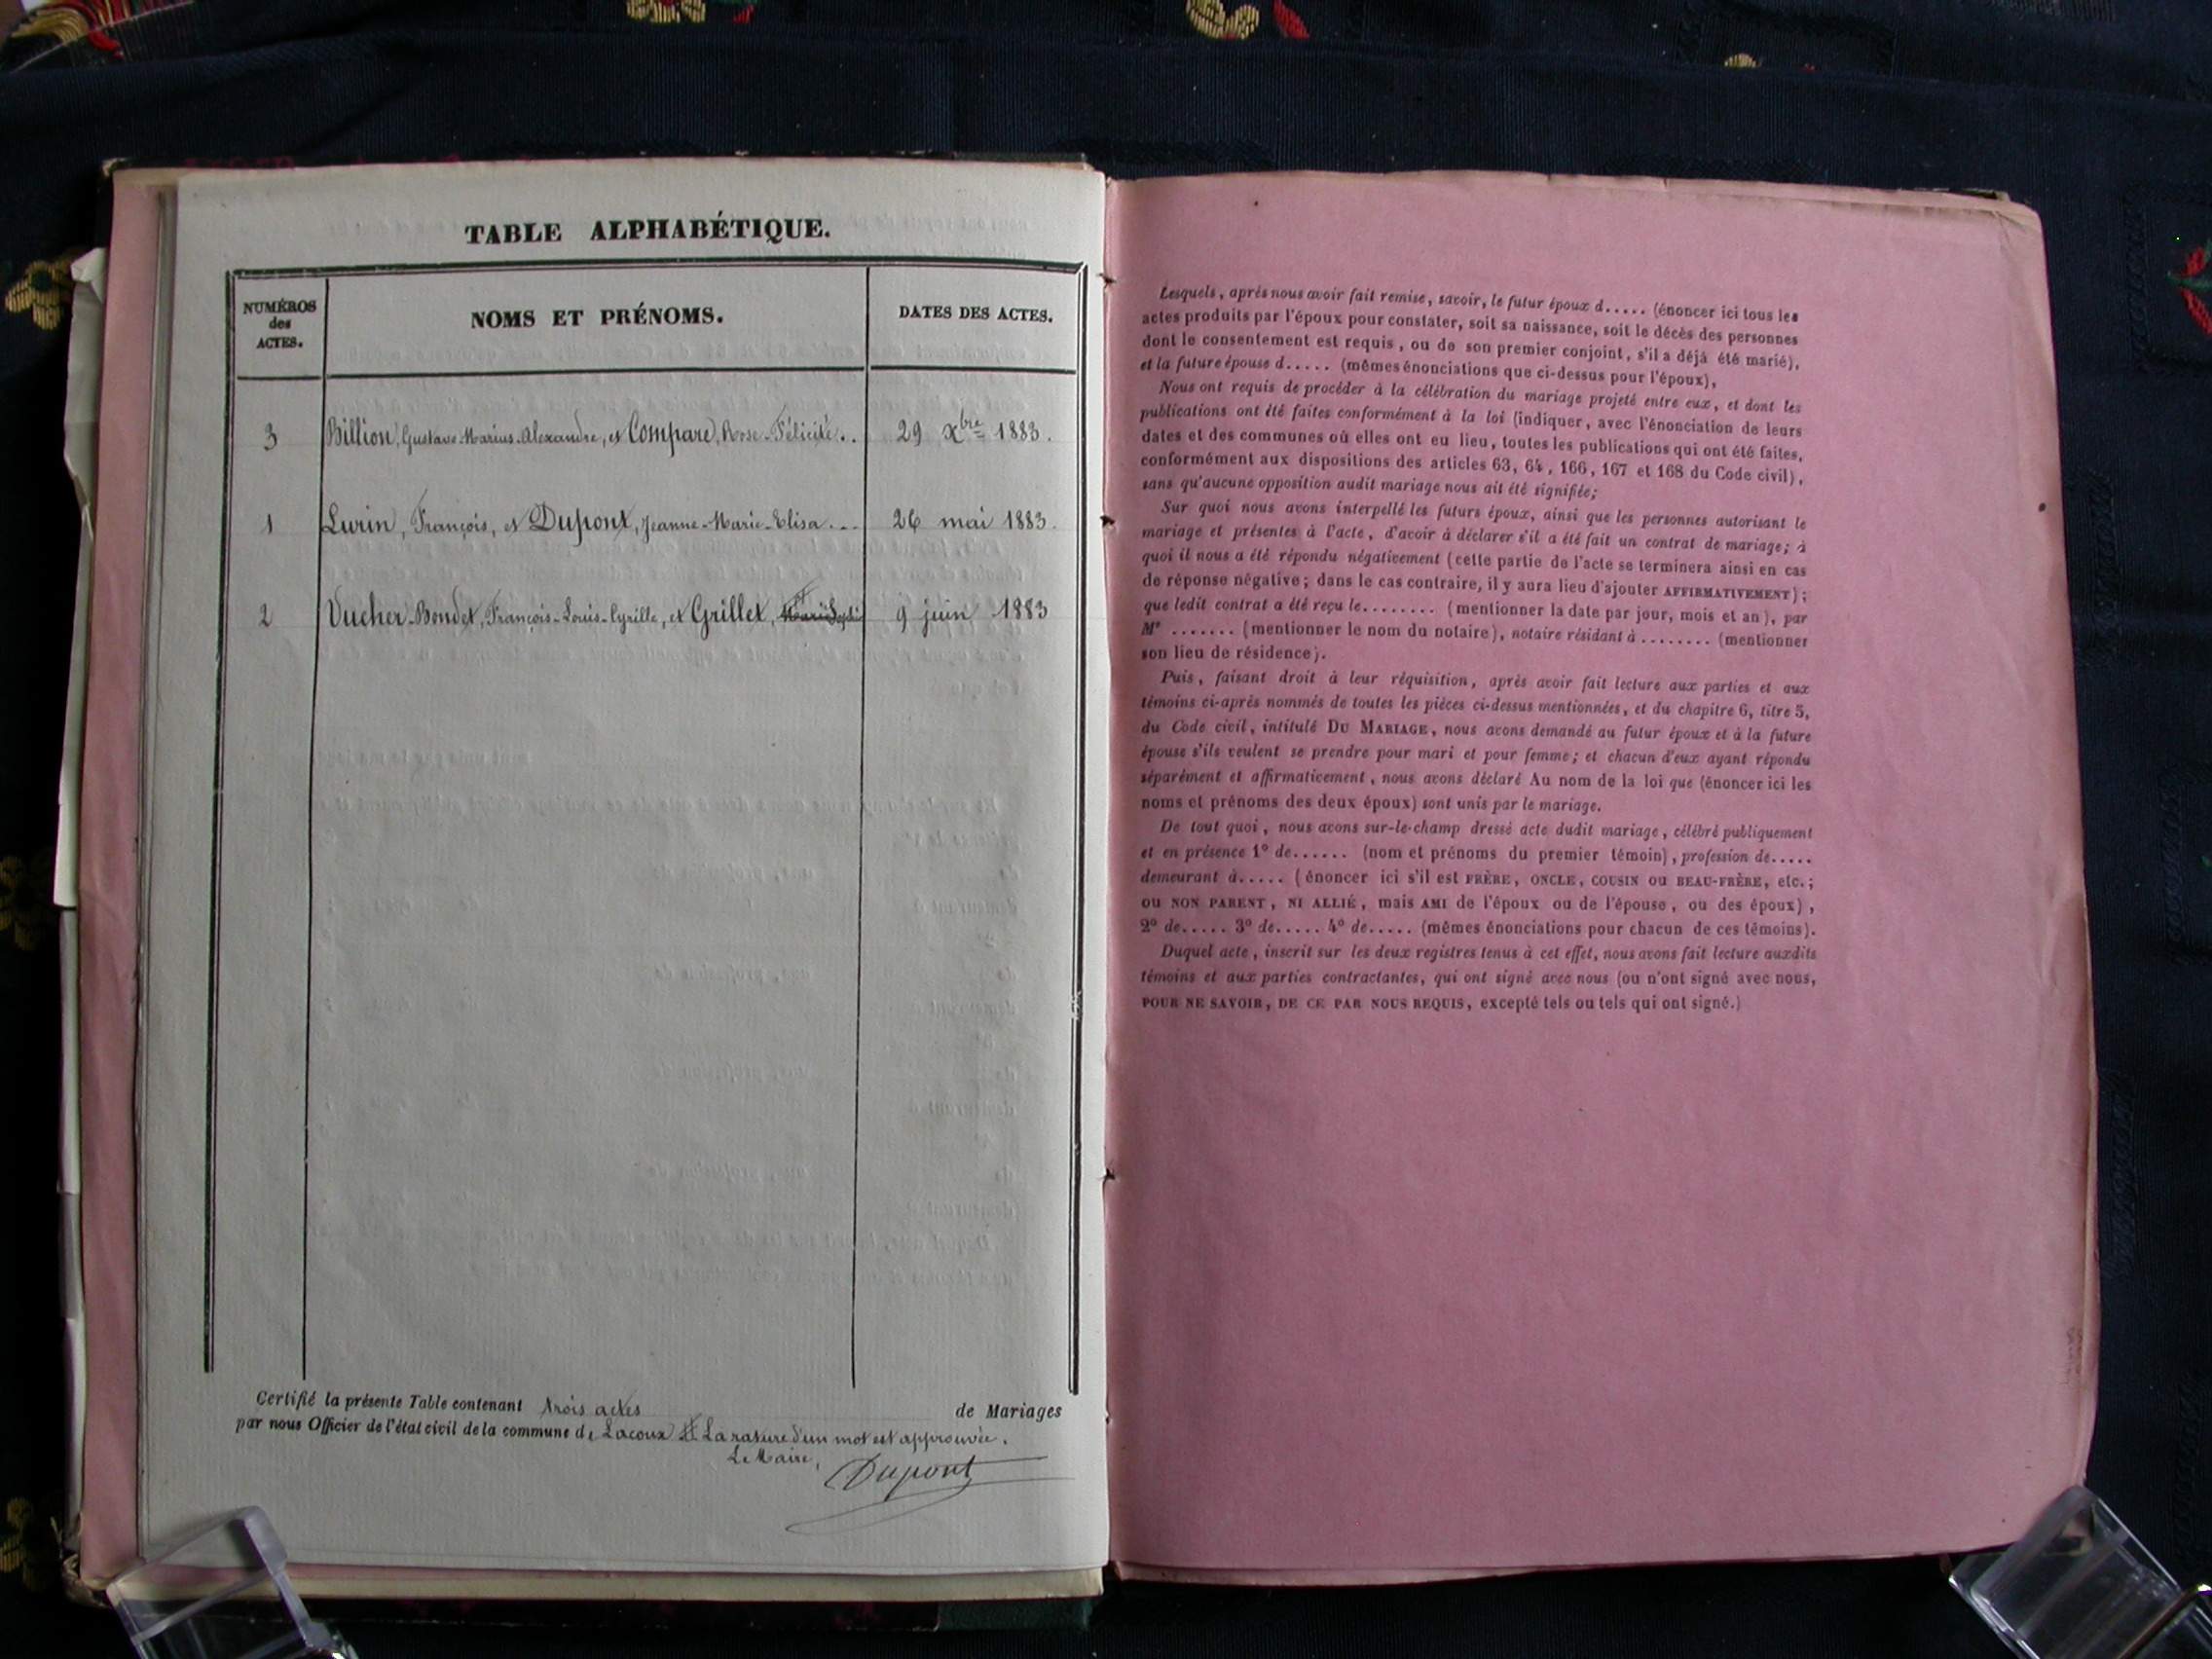 TABLE ALPHABÉTIQUE.
NUMÉROS
des
ACTES.
NOMS ET PRÉNOMS.
DATES DES ACTES.
3 Billion, Gustave-Marius-Alexandre, et Compare, Rose-Félicité.. 29 Xbre 1883.
1 Lurin, François, et Dupont, Jeanne-Marie-Elisa... 26 mai 1883.
2 Vucher-Bondet, François-Louis-Cyrille, et Grillet, 9 juin 1883
Certifié la présente Table contenant trois actes de Mariages
par nous Officier de l'état civil de la commune de Lacoux La rature d'un mot est approuvée.
Le Maire,
Dupont
Lesquels, après nous avoir fait remise, savoir, le futur époux d..... (énoncer ici tous les
actes produits par l'époux pour constater, soit sa naissance, soit le décès des personnes
dont le consentement est requis, ou de son premier conjoint, s'il a déjà été marié),
et la future épouse d..... (mêmes énonciations que ci-dessus pour l'époux),
Nous ont requis de procéder à la célébration du mariage projeté entre eux, et dont les
publications ont été faites conformément à la loi (indiquer, avec l'énonciation de leurs
dates et des communes où elles ont eu lieu, toutes les publications qui ont été faites,
conformément aux dispositions des articles 63, 64, 166, 167 et 168 du Code civil),
sans qu'aucune opposition audit mariage nous ait été signifiée;
Sur quoi nous avons interpellé les futurs époux, ainsi que les personnes autorisant le
mariage et présentes à l'acte, d'avoir à déclarer s'il a été fait un contrat de mariage; à
quoi il nous a été répondu négativement (cette partie de l'acte se terminera ainsi en cas
de réponse négative; dans le cas contraire, il y aura lieu d'ajouter AFFIRMATIVEMENT);
que ledit contrat a été reçu le........ (mentionner la date par jour, mois et an), par
Me ....... (mentionner le nom du notaire), notaire résidant à ........ (mentionner
son lieu de résidence).
Puis, faisant droit à leur réquisition, après avoir fait lecture aux parties et aux
témoins ci-après nommés de toutes les pièces ci-dessus mentionnées, et du chapitre 6, titre 5,
du Code civil, intitulé DU MARIAGE, nous avons demandé au futur époux et à la future
épouse s'ils veulent se prendre pour mari et pour femme; et chacun d'eux ayant répondu
séparément et affirmativement, nous avons déclaré Au nom de la loi que (énoncer ici les
noms et prénoms des deux époux) sont unis par le mariage.
De tout quoi, nous avons sur-le-champ dressé acte dudit mariage, célébré publiquement
et en présence 1° de...... (nom et prénoms du premier témoin), profession de.....
demeurant à..... (énoncer ici s'il est FRÈRE, ONCLE, COUSIN ou BEAU-FRÈRE, etc.;
ou NON PARENT, NI ALLIÉ, mais AMI de l'époux ou de l'épouse, ou des époux),
2° de..... 3° de..... 4° de..... (mêmes énonciations pour chacun de ces témoins).
Duquel acte, inscrit sur les deux registres tenus à cet effet, nous avons fait lecture auxdits
témoins et aux parties contractantes, qui ont signé avec nous (ou n'ont signé avec nous,
POUR NE SAVOIR, DE CE PAR NOUS REQUIS, excepté tels ou tels qui ont signé.)